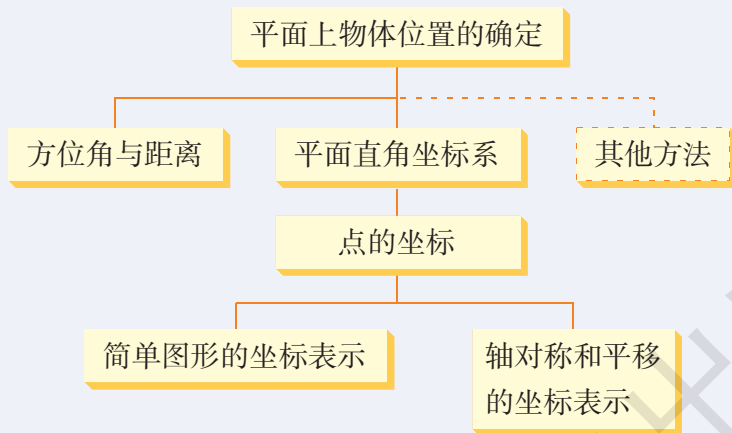 平面上物体位置的确定
方位角与距离
平面直角坐标系
其他方法
点的坐标
简单图形的坐标表示
轴对称和平移
的坐标表示